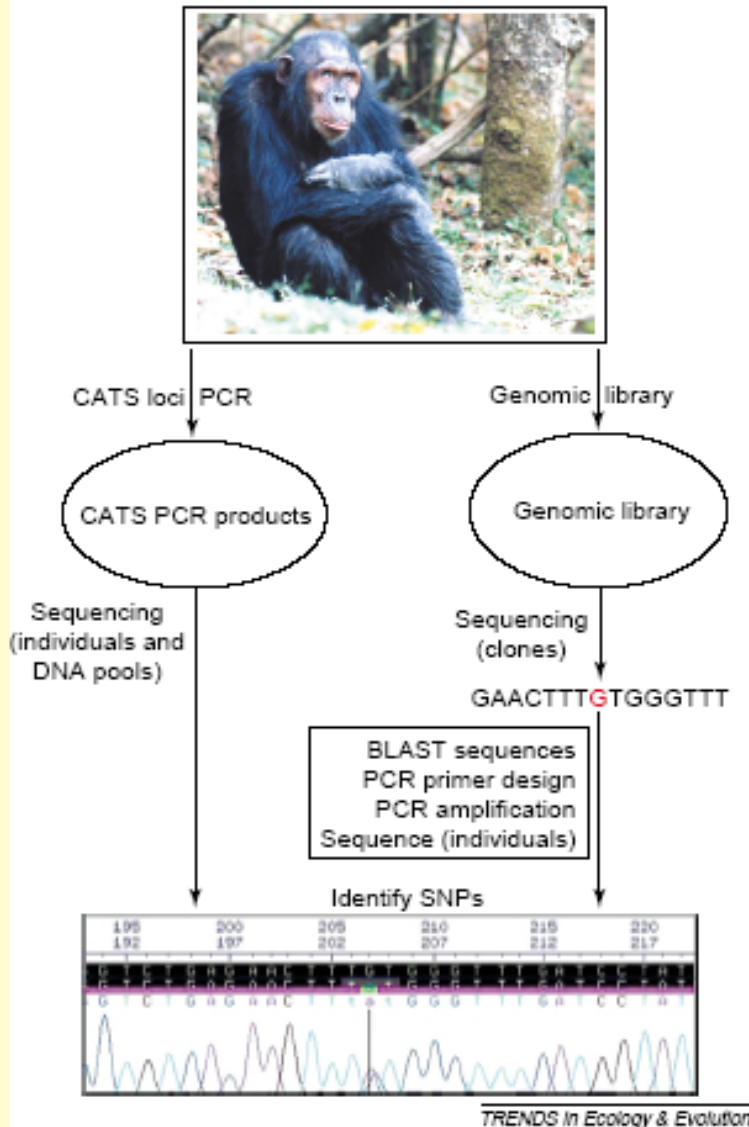 CATS loci PCR
Genomic library
CATS PCR products
Genomic library
Sequencing
(individuals and
DNA pools)
Sequencing
(clones)
GAACTTTGTGGGTTT
BLAST sequences
PCR primer design
PCR amplification
Sequence (individuals)
Identify SNPs
195 200 205 210 215 220
192 197 202 207 212 217
G T C T G A G A A C T T T t a t G G G T T T G A T C C T A T
TRENDS in Ecology & Evolution